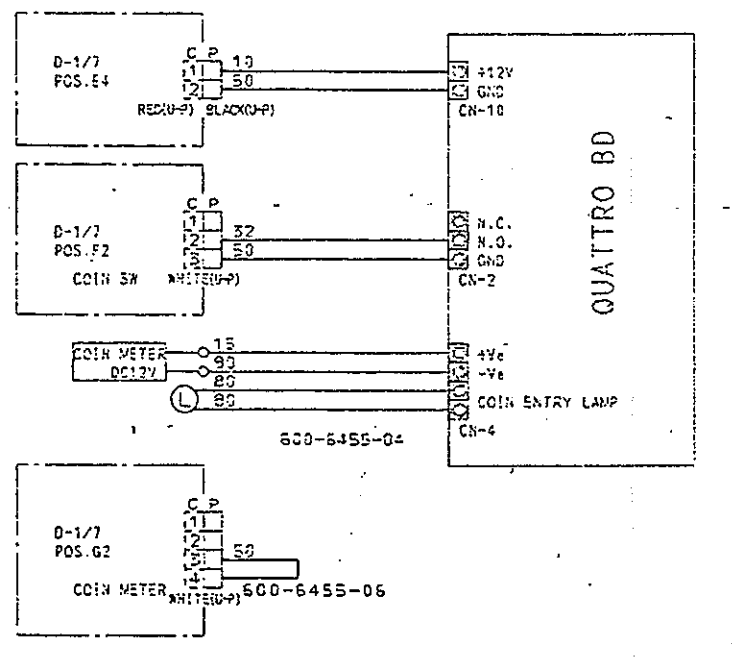 D-1/7
POS.E4
C P
1
2
10
50
RED(U-P) BLACK(U-P)
+12V
GND
CN-10
QUATTRO BD
D-1/7
POS.F2
COIN SW
C P
1
2
3
32
50
WHITE(U-P)
N.C.
N.O.
GND
CN-2
COIN METER
DC12V
15
80
80
L
+Ve
-Ve
COIN ENTRY LAMP
CN-4
600-6455-04
D-1/7
POS.G2
COIN METER
C P
1
2
3
4
50
WHITE(U-P)
600-6455-06